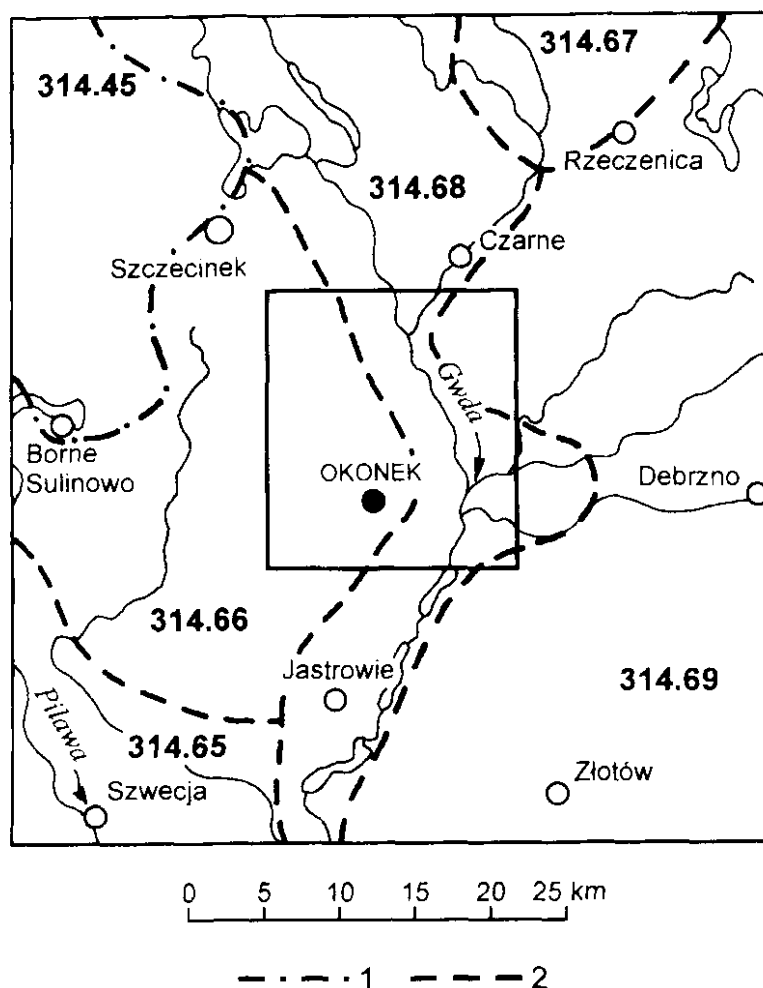 314.67
314.45
Rzeczenica
314.68
Czarne
Szczecinek
Gwda
Borne
Sulinowo
OKONEK
Debrzno
314.66
Jastrowie
314.69
Piława
314.65
Szwecja
Złotów
0 5 10 15 20 25 km
1 2